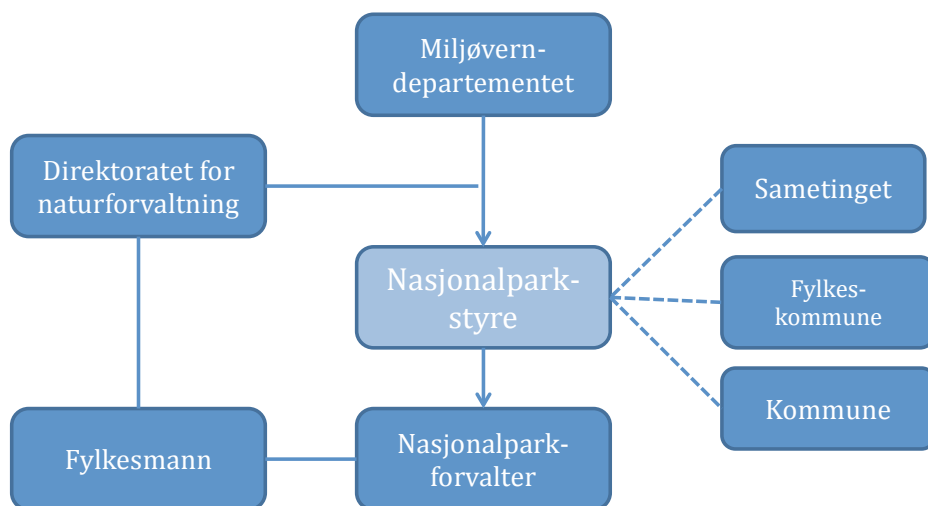 Miljøvern-
departementet
Direktoratet for
naturforvaltning
Sametinget
Nasjonalpark-
styre
Fylkes-
kommune
Kommune
Fylkesmann
Nasjonalpark-
forvalter